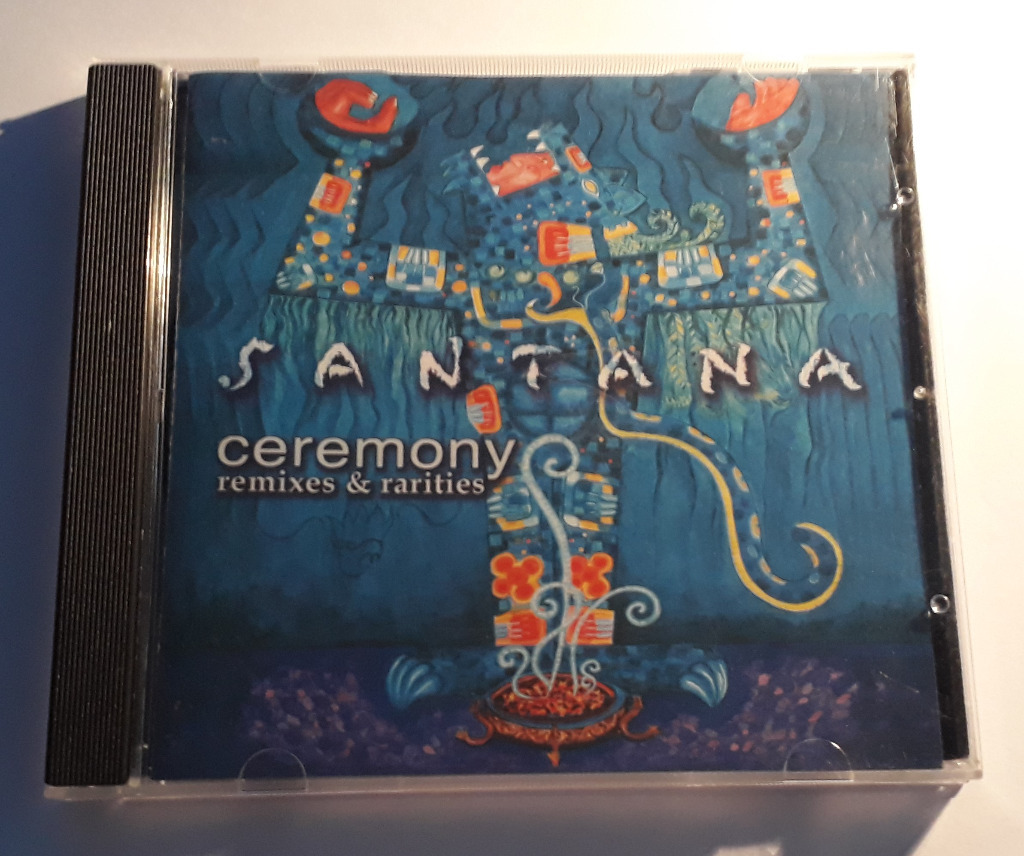 SANTANA
ceremony
remixes & rarities